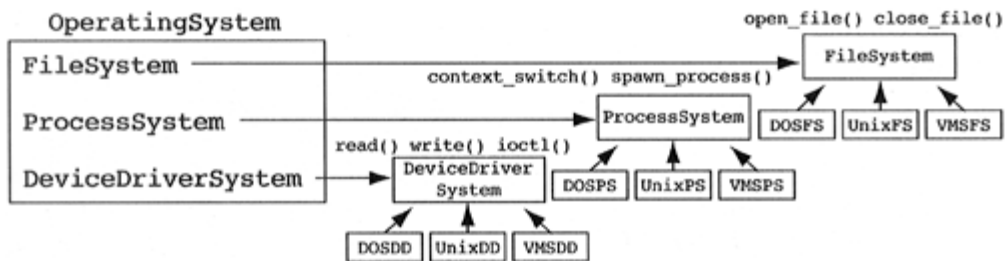 OperatingSystem
open_file() close_file()
FileSystem
FileSystem
context_switch() spawn_process()
DOSFS UnixFS VMSFS
ProcessSystem
ProcessSystem
read() write() ioctl()
DeviceDriverSystem
DeviceDriver
System
DOSPS UnixPS VMSPS
DOSDD UnixDD VMSDD